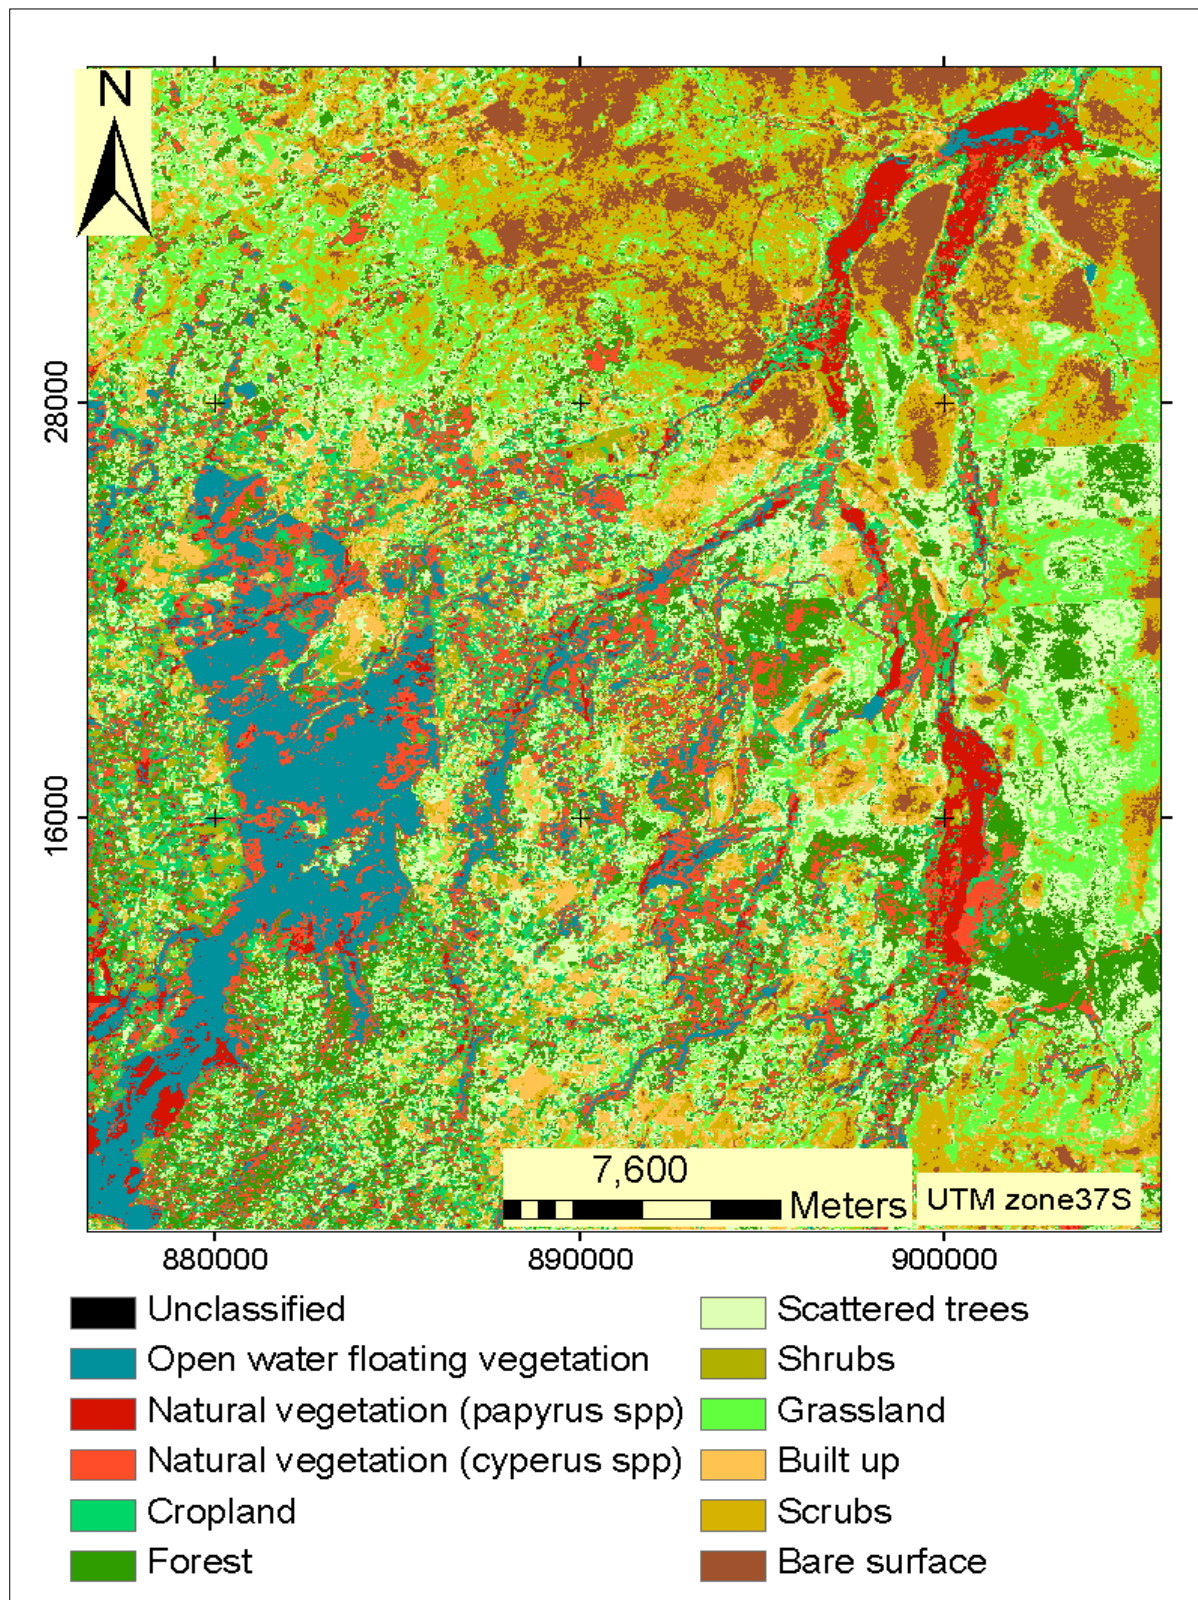 N
28000
16000
7,600
Meters
UTM zone37S
880000
890000
900000
Unclassified
Open water floating vegetation
Natural vegetation (papyrus spp)
Natural vegetation (cyperus spp)
Cropland
Forest
Scattered trees
Shrubs
Grassland
Built up
Scrubs
Bare surface